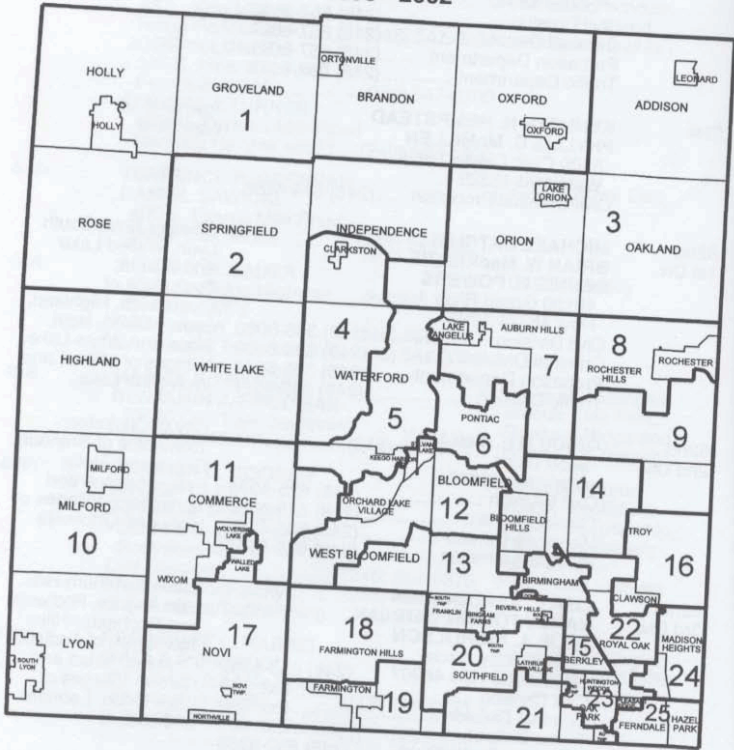 HOLLY
GROVELAND
1
ORTONVILLE
BRANDON
OXFORD
LEONARD
ADDISON
HOLLY
OXFORD
ROSE
SPRINGFIELD
2
INDEPENDENCE
CLARKSTON
LAKE ORION
ORION
3
OAKLAND
HIGHLAND
WHITE LAKE
4
WATERFORD
5
LAKE ANGELUS
AUBURN HILLS
7
8
ROCHESTER HILLS
ROCHESTER
9
PONTIAC
6
KEEGO HARBOR
MILFORD
MILFORD
10
11
COMMERCE
WOLVERINE LAKE
WALLED LAKE
WIXOM
ORCHARD LAKE VILLAGE
WEST BLOOMFIELD
BLOOMFIELD
12
BLOOMFIELD HILLS
14
TROY
16
13
BIRMINGHAM
CLAWSON
LYON
SOUTH LYON
17
NOVI
NOVI TWP.
NORTHVILLE
18
FARMINGTON HILLS
FARMINGTON
19
FRANKLIN
BINGHAM FARMS
BEVERLY HILLS
20
SOUTHFIELD
LATHRUP VILLAGE
21
15
BERKLEY
22
ROYAL OAK
MADISON HEIGHTS
24
HUNTINGTON WOODS
23
OAK PARK
25
FERNDALE
HAZEL PARK